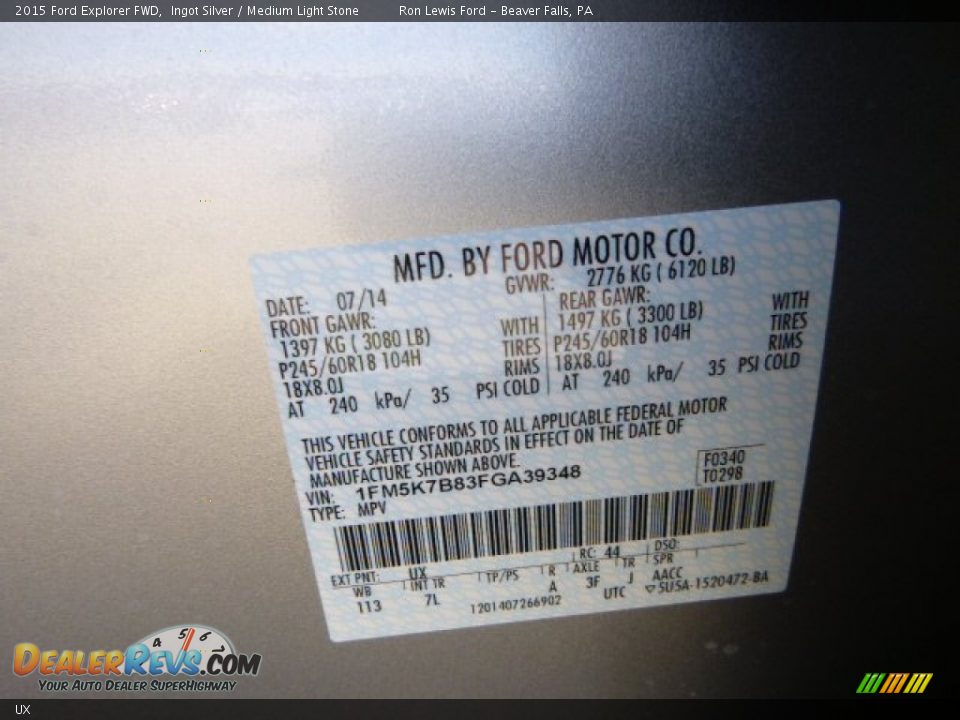 2015 Ford Explorer FWD, Ingot Silver / Medium Light Stone Ron Lewis Ford - Beaver Falls, PA
MFD. BY FORD MOTOR CO.
DATE: 07/14 GVWR: 2776 KG ( 6120 LB)
FRONT GAWR: REAR GAWR:
1397 KG ( 3080 LB) WITH 1497 KG ( 3300 LB) WITH
P245/60R18 104H TIRES P245/60R18 104H TIRES
18X8.0J RIMS 18X8.0J RIMS
AT 240 kPa/ 35 PSI COLD AT 240 kPa/ 35 PSI COLD
THIS VEHICLE CONFORMS TO ALL APPLICABLE FEDERAL MOTOR
VEHICLE SAFETY STANDARDS IN EFFECT ON THE DATE OF
MANUFACTURE SHOWN ABOVE.
VIN: 1FM5K7B83FGA39348 F0340
TYPE: MPV T0298
EXT PNT: UX RC: 44 DSO:
WB INT TR TP/PS R AXLE TR SPR
113 7L A 3F J AACC
1201407266902 UTC ▽5U5A-1520472-BA
4 5 6 7
DEALERREVS.COM
YOUR AUTO DEALER SUPERHIGHWAY
UX